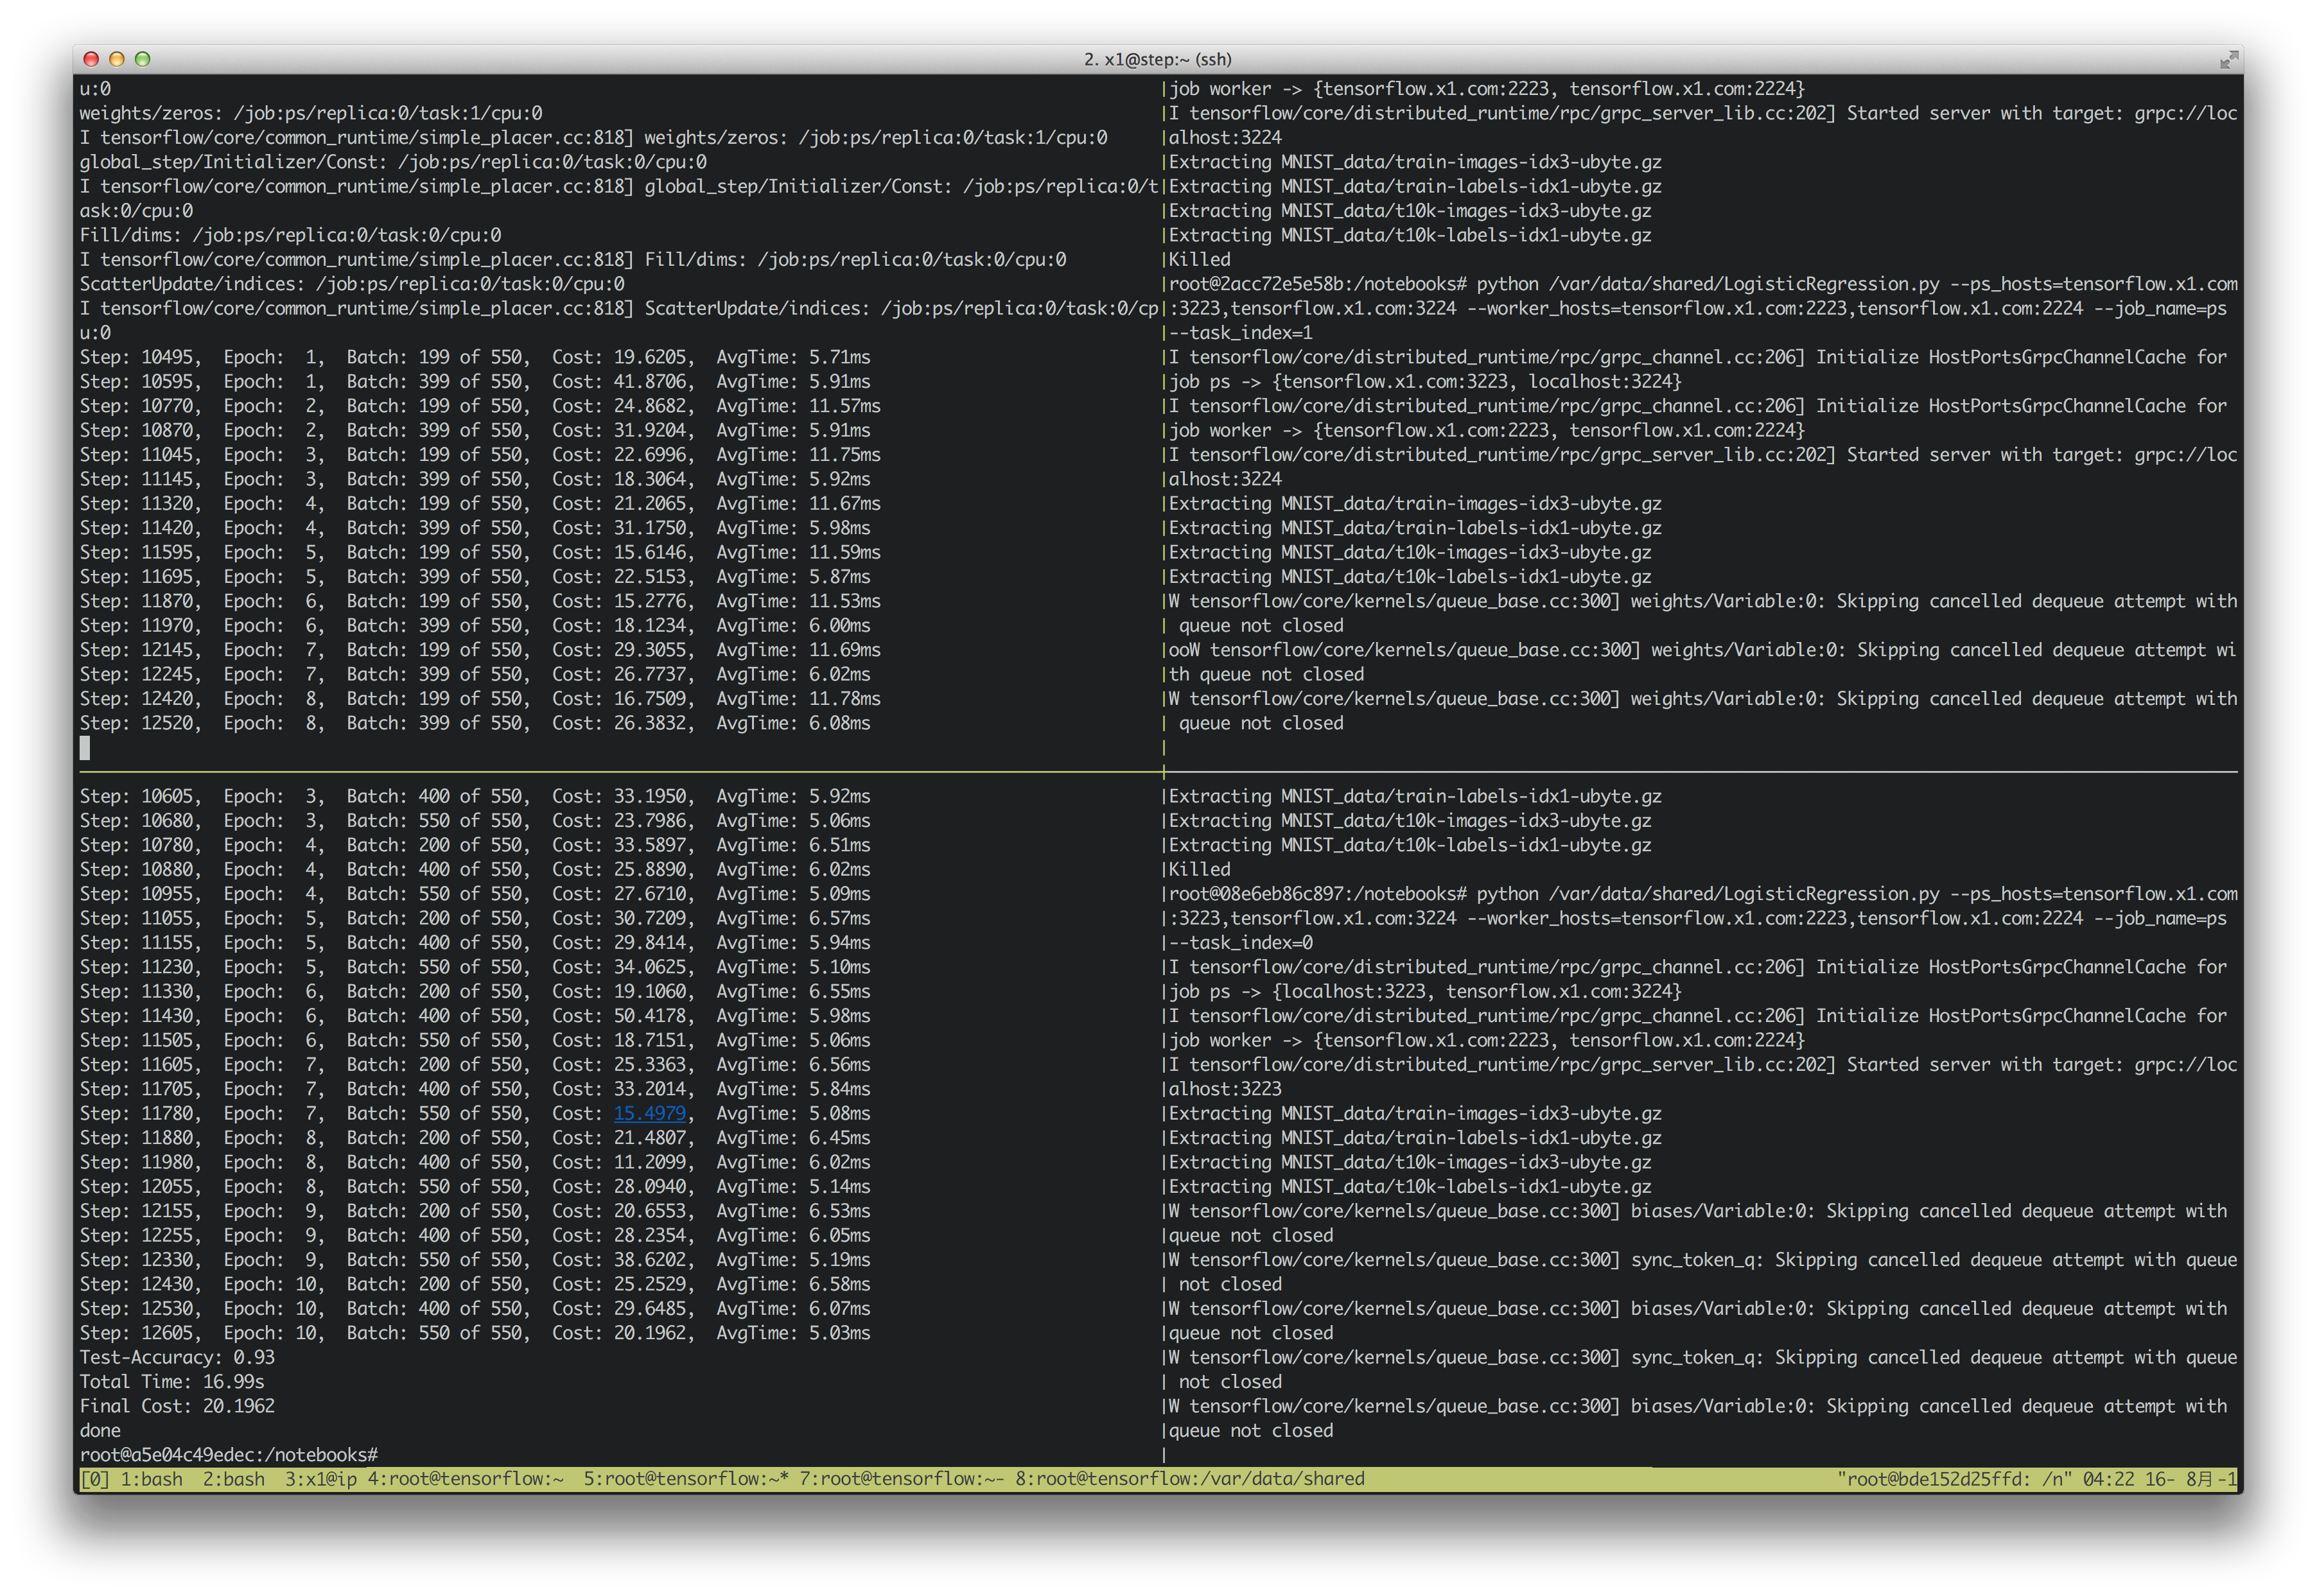 2. x1@step:~ (ssh)
u:0
weights/zeros: /job:ps/replica:0/task:1/cpu:0
I tensorflow/core/common_runtime/simple_placer.cc:818] weights/zeros: /job:ps/replica:0/task:1/cpu:0
global_step/Initializer/Const: /job:ps/replica:0/task:0/cpu:0
I tensorflow/core/common_runtime/simple_placer.cc:818] global_step/Initializer/Const: /job:ps/replica:0/t
ask:0/cpu:0
Fill/dims: /job:ps/replica:0/task:0/cpu:0
I tensorflow/core/common_runtime/simple_placer.cc:818] Fill/dims: /job:ps/replica:0/task:0/cpu:0
ScatterUpdate/indices: /job:ps/replica:0/task:0/cpu:0
I tensorflow/core/common_runtime/simple_placer.cc:818] ScatterUpdate/indices: /job:ps/replica:0/task:0/cp
u:0
Step: 10495, Epoch: 1, Batch: 199 of 550, Cost: 19.6205, AvgTime: 5.71ms
Step: 10595, Epoch: 1, Batch: 399 of 550, Cost: 41.8706, AvgTime: 5.91ms
Step: 10770, Epoch: 2, Batch: 199 of 550, Cost: 24.8682, AvgTime: 11.57ms
Step: 10870, Epoch: 2, Batch: 399 of 550, Cost: 31.9204, AvgTime: 5.91ms
Step: 11045, Epoch: 3, Batch: 199 of 550, Cost: 22.6996, AvgTime: 11.75ms
Step: 11145, Epoch: 3, Batch: 399 of 550, Cost: 18.3064, AvgTime: 5.92ms
Step: 11320, Epoch: 4, Batch: 199 of 550, Cost: 21.2065, AvgTime: 11.67ms
Step: 11420, Epoch: 4, Batch: 399 of 550, Cost: 31.1750, AvgTime: 5.98ms
Step: 11595, Epoch: 5, Batch: 199 of 550, Cost: 15.6146, AvgTime: 11.59ms
Step: 11695, Epoch: 5, Batch: 399 of 550, Cost: 22.5153, AvgTime: 5.87ms
Step: 11870, Epoch: 6, Batch: 199 of 550, Cost: 15.2776, AvgTime: 11.53ms
Step: 11970, Epoch: 6, Batch: 399 of 550, Cost: 18.1234, AvgTime: 6.00ms
Step: 12145, Epoch: 7, Batch: 199 of 550, Cost: 29.3055, AvgTime: 11.69ms
Step: 12245, Epoch: 7, Batch: 399 of 550, Cost: 26.7737, AvgTime: 6.02ms
Step: 12420, Epoch: 8, Batch: 199 of 550, Cost: 16.7509, AvgTime: 11.78ms
Step: 12520, Epoch: 8, Batch: 399 of 550, Cost: 26.3832, AvgTime: 6.08ms
job worker -> {tensorflow.x1.com:2223, tensorflow.x1.com:2224}
I tensorflow/core/distributed_runtime/rpc/grpc_server_lib.cc:202] Started server with target: grpc://loc
alhost:3224
Extracting MNIST_data/train-images-idx3-ubyte.gz
Extracting MNIST_data/train-labels-idx1-ubyte.gz
Extracting MNIST_data/t10k-images-idx3-ubyte.gz
Extracting MNIST_data/t10k-labels-idx1-ubyte.gz
Killed
root@2acc72e5e58b:/notebooks# python /var/data/shared/LogisticRegression.py --ps_hosts=tensorflow.x1.com
:3223,tensorflow.x1.com:3224 --worker_hosts=tensorflow.x1.com:2223,tensorflow.x1.com:2224 --job_name=ps
--task_index=1
I tensorflow/core/distributed_runtime/rpc/grpc_channel.cc:206] Initialize HostPortsGrpcChannelCache for
job ps -> {tensorflow.x1.com:3223, localhost:3224}
I tensorflow/core/distributed_runtime/rpc/grpc_channel.cc:206] Initialize HostPortsGrpcChannelCache for
job worker -> {tensorflow.x1.com:2223, tensorflow.x1.com:2224}
I tensorflow/core/distributed_runtime/rpc/grpc_server_lib.cc:202] Started server with target: grpc://loc
alhost:3224
Extracting MNIST_data/train-images-idx3-ubyte.gz
Extracting MNIST_data/train-labels-idx1-ubyte.gz
Extracting MNIST_data/t10k-images-idx3-ubyte.gz
Extracting MNIST_data/t10k-labels-idx1-ubyte.gz
W tensorflow/core/kernels/queue_base.cc:300] weights/Variable:0: Skipping cancelled dequeue attempt with
queue not closed
ooW tensorflow/core/kernels/queue_base.cc:300] weights/Variable:0: Skipping cancelled dequeue attempt wi
th queue not closed
W tensorflow/core/kernels/queue_base.cc:300] weights/Variable:0: Skipping cancelled dequeue attempt with
queue not closed
Step: 10605, Epoch: 3, Batch: 400 of 550, Cost: 33.1950, AvgTime: 5.92ms
Step: 10680, Epoch: 3, Batch: 550 of 550, Cost: 23.7986, AvgTime: 5.06ms
Step: 10780, Epoch: 4, Batch: 200 of 550, Cost: 33.5897, AvgTime: 6.51ms
Step: 10880, Epoch: 4, Batch: 400 of 550, Cost: 25.8890, AvgTime: 6.02ms
Step: 10955, Epoch: 4, Batch: 550 of 550, Cost: 27.6710, AvgTime: 5.09ms
Step: 11055, Epoch: 5, Batch: 200 of 550, Cost: 30.7209, AvgTime: 6.57ms
Step: 11155, Epoch: 5, Batch: 400 of 550, Cost: 29.8414, AvgTime: 5.94ms
Step: 11230, Epoch: 5, Batch: 550 of 550, Cost: 34.0625, AvgTime: 5.10ms
Step: 11330, Epoch: 6, Batch: 200 of 550, Cost: 19.1060, AvgTime: 6.55ms
Step: 11430, Epoch: 6, Batch: 400 of 550, Cost: 50.4178, AvgTime: 5.98ms
Step: 11505, Epoch: 6, Batch: 550 of 550, Cost: 18.7151, AvgTime: 5.06ms
Step: 11605, Epoch: 7, Batch: 200 of 550, Cost: 25.3363, AvgTime: 6.56ms
Step: 11705, Epoch: 7, Batch: 400 of 550, Cost: 33.2014, AvgTime: 5.84ms
Step: 11780, Epoch: 7, Batch: 550 of 550, Cost: 15.4979, AvgTime: 5.08ms
Step: 11880, Epoch: 8, Batch: 200 of 550, Cost: 21.4807, AvgTime: 6.45ms
Step: 11980, Epoch: 8, Batch: 400 of 550, Cost: 11.2099, AvgTime: 6.02ms
Step: 12055, Epoch: 8, Batch: 550 of 550, Cost: 28.0940, AvgTime: 5.14ms
Step: 12155, Epoch: 9, Batch: 200 of 550, Cost: 20.6553, AvgTime: 6.53ms
Step: 12255, Epoch: 9, Batch: 400 of 550, Cost: 28.2354, AvgTime: 6.05ms
Step: 12330, Epoch: 9, Batch: 550 of 550, Cost: 38.6202, AvgTime: 5.19ms
Step: 12430, Epoch: 10, Batch: 200 of 550, Cost: 25.2529, AvgTime: 6.58ms
Step: 12530, Epoch: 10, Batch: 400 of 550, Cost: 29.6485, AvgTime: 6.07ms
Step: 12605, Epoch: 10, Batch: 550 of 550, Cost: 20.1962, AvgTime: 5.03ms
Test-Accuracy: 0.93
Total Time: 16.99s
Final Cost: 20.1962
done
root@a5e04c49edec:/notebooks#
Extracting MNIST_data/train-labels-idx1-ubyte.gz
Extracting MNIST_data/t10k-images-idx3-ubyte.gz
Extracting MNIST_data/t10k-labels-idx1-ubyte.gz
Killed
root@08e6eb86c897:/notebooks# python /var/data/shared/LogisticRegression.py --ps_hosts=tensorflow.x1.com
:3223,tensorflow.x1.com:3224 --worker_hosts=tensorflow.x1.com:2223,tensorflow.x1.com:2224 --job_name=ps
--task_index=0
I tensorflow/core/distributed_runtime/rpc/grpc_channel.cc:206] Initialize HostPortsGrpcChannelCache for
job ps -> {localhost:3223, tensorflow.x1.com:3224}
I tensorflow/core/distributed_runtime/rpc/grpc_channel.cc:206] Initialize HostPortsGrpcChannelCache for
job worker -> {tensorflow.x1.com:2223, tensorflow.x1.com:2224}
I tensorflow/core/distributed_runtime/rpc/grpc_server_lib.cc:202] Started server with target: grpc://loc
alhost:3223
Extracting MNIST_data/train-images-idx3-ubyte.gz
Extracting MNIST_data/train-labels-idx1-ubyte.gz
Extracting MNIST_data/t10k-images-idx3-ubyte.gz
Extracting MNIST_data/t10k-labels-idx1-ubyte.gz
W tensorflow/core/kernels/queue_base.cc:300] biases/Variable:0: Skipping cancelled dequeue attempt with
queue not closed
W tensorflow/core/kernels/queue_base.cc:300] sync_token_q: Skipping cancelled dequeue attempt with queue
not closed
W tensorflow/core/kernels/queue_base.cc:300] biases/Variable:0: Skipping cancelled dequeue attempt with
queue not closed
W tensorflow/core/kernels/queue_base.cc:300] sync_token_q: Skipping cancelled dequeue attempt with queue
not closed
W tensorflow/core/kernels/queue_base.cc:300] biases/Variable:0: Skipping cancelled dequeue attempt with
queue not closed
[0] 1:bash 2:bash 3:x1@ip 4:root@tensorflow:~ 5:root@tensorflow:~* 7:root@tensorflow:~- 8:root@tensorflow:/var/data/shared "root@bde152d25ffd: /n" 04:22 16- 8月-1